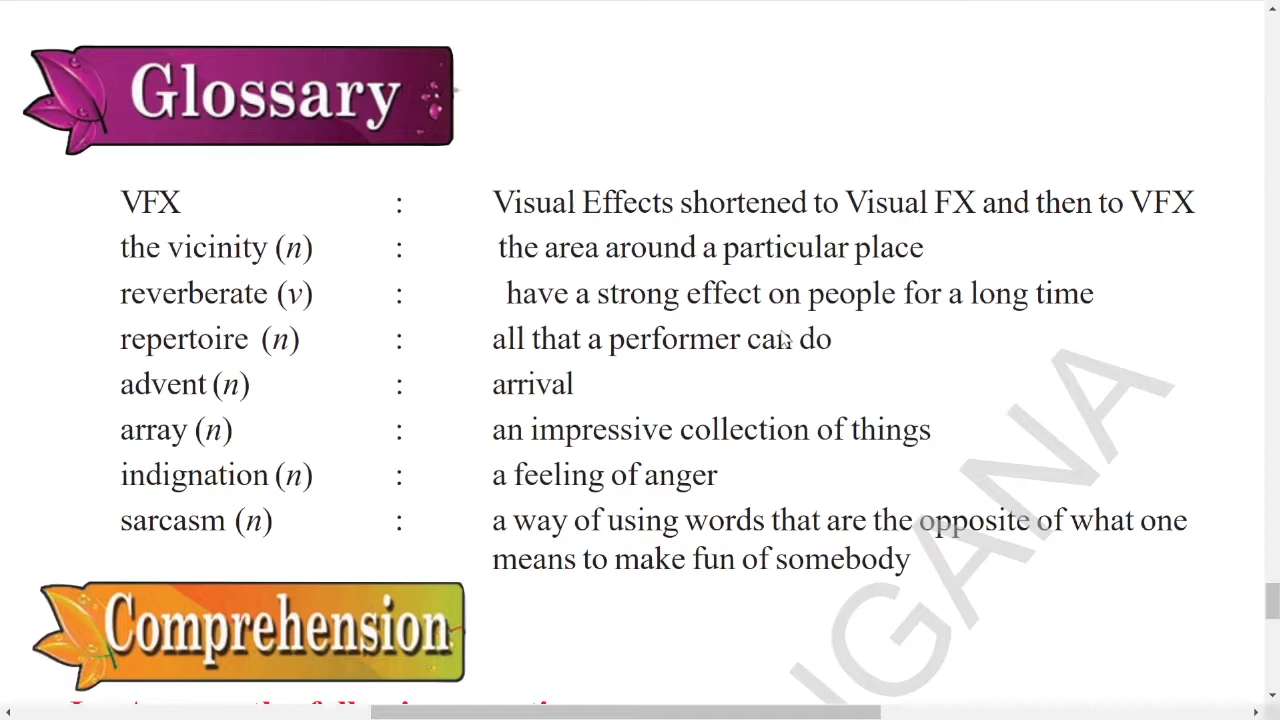 Glossary
VFX : Visual Effects shortened to Visual FX and then to VFX
the vicinity (n) : the area around a particular place
reverberate (v) : have a strong effect on people for a long time
repertoire (n) : all that a performer can do
advent (n) : arrival
array (n) : an impressive collection of things
indignation (n) : a feeling of anger
sarcasm (n) : a way of using words that are the opposite of what one
means to make fun of somebody
NGANA
Comprehension